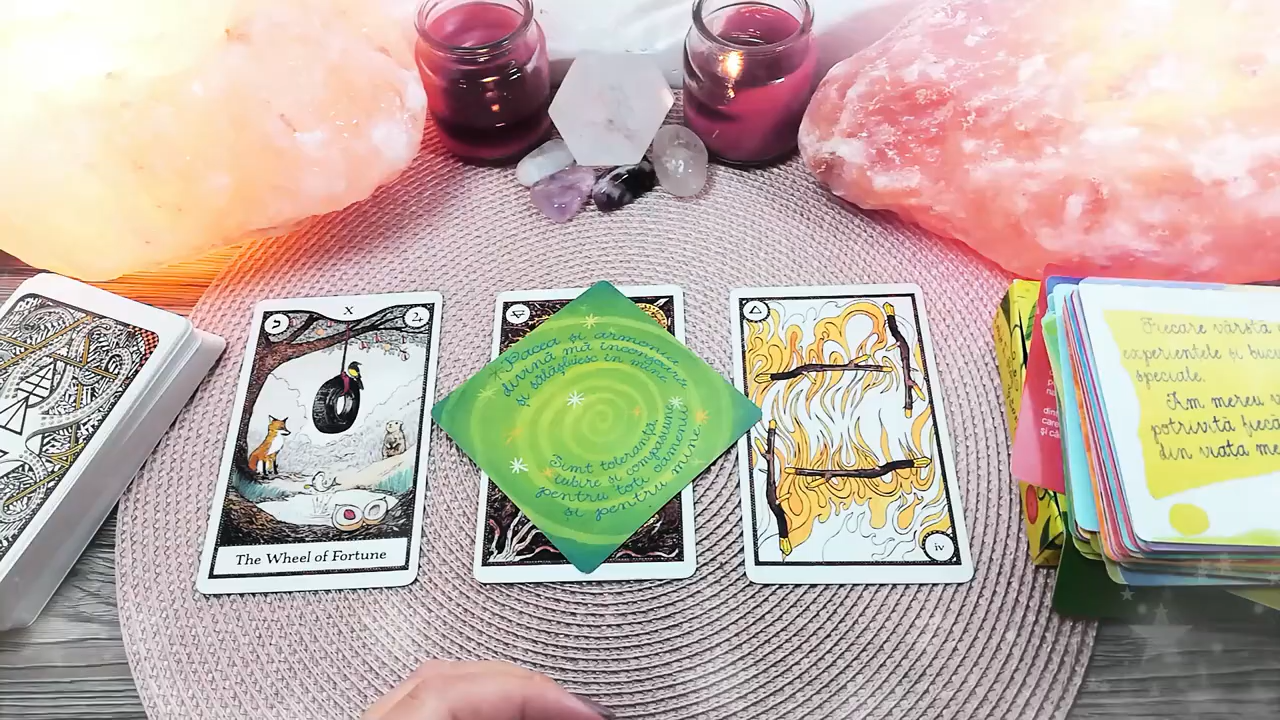 X
The Wheel of Fortune
Pacea și armonia
divină mă înconjoară
și sălășluiesc în mine.
Simt toleranță,
iubire și compasiune
pentru toți oamenii
și pentru mine.
iv
Fiecare vârstă
experiențele și bucu
speciale.
Am mereu v
potrivită fiecă
din viața me